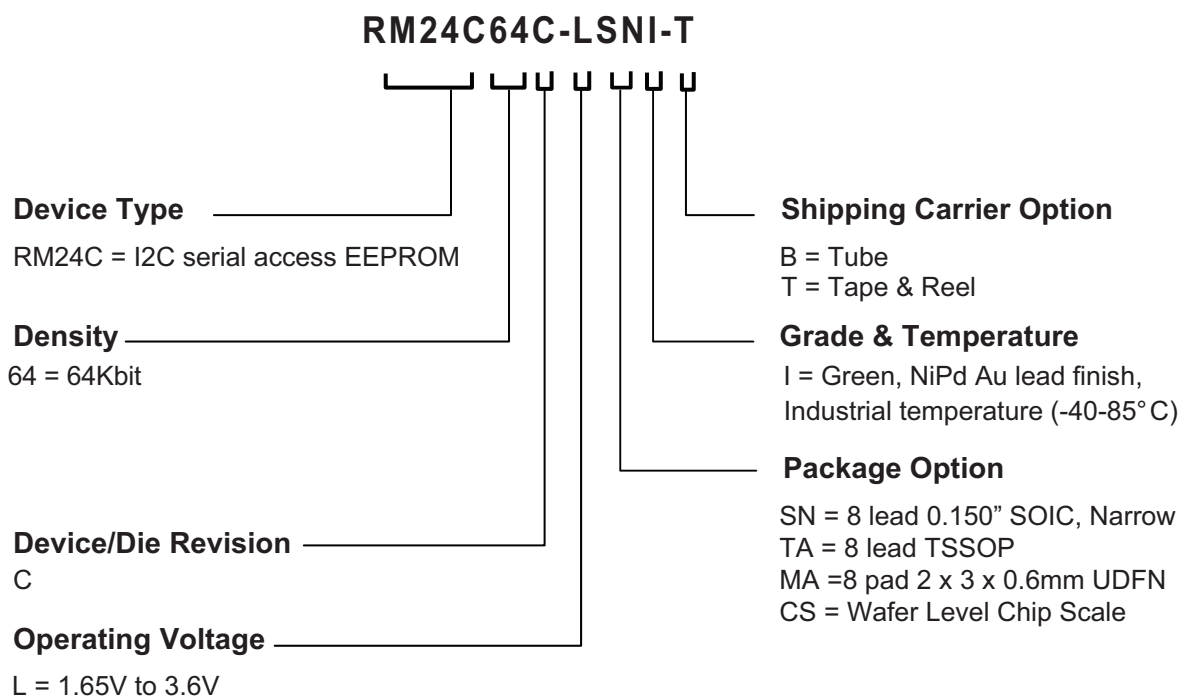 RM24C64C-LSNI-T
Device Type
RM24C = I2C serial access EEPROM
Density
64 = 64Kbit
Device/Die Revision
C
Operating Voltage
L = 1.65V to 3.6V
Shipping Carrier Option
B = Tube
T = Tape & Reel
Grade & Temperature
I = Green, NiPd Au lead finish,
Industrial temperature (-40-85°C)
Package Option
SN = 8 lead 0.150” SOIC, Narrow
TA = 8 lead TSSOP
MA =8 pad 2 x 3 x 0.6mm UDFN
CS = Wafer Level Chip Scale